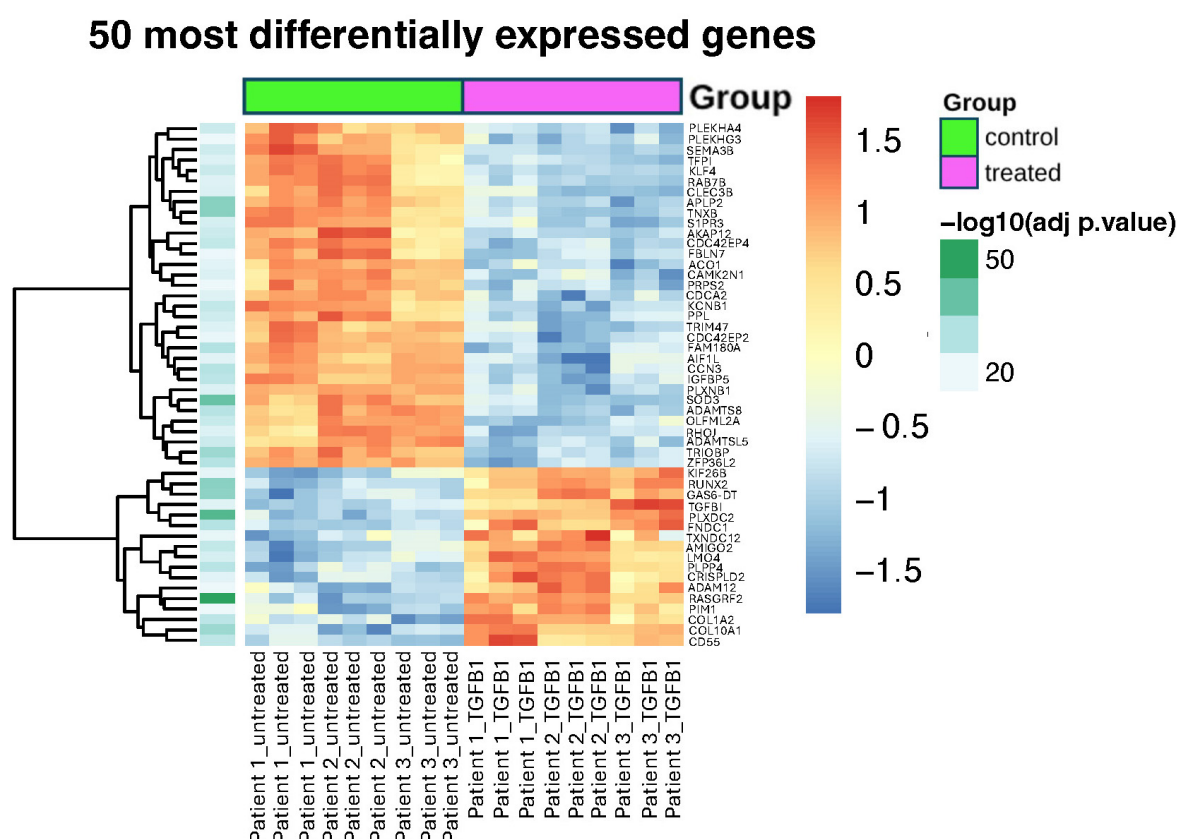 50 most differentially expressed genes
Group
PLEKHA4
PLEKHG3
SEMA3B
TFPI
KLF4
RAB7B
CLEC3B
APLP2
TNXB
S1PR3
AKAP12
CDC42EP4
FBLN7
ACO1
CAMK2N1
PRPS2
CDCA2
KCNB1
PPL
TRIM47
CDC42EP2
FAM180A
AIF1L
CCN3
IGFBP5
PLXNB1
SOD3
ADAMTS8
OLFML2A
RHOJ
ADAMTSL5
TRIOBP
ZFP36L2
KIF26B
RUNX2
GAS6-DT
TGFBI
PLXDC2
FNDC1
TXNDC12
AMIGO2
LMO4
PLPP4
CRISPLD2
ADAM12
RASGRF2
PIM1
COL1A2
COL10A1
CD55
1.5
1
0.5
0
−0.5
−1
−1.5
Group
control
treated
−log10(adj p.value)
50
20
Patient 1_untreated
Patient 1_untreated
Patient 1_untreated
Patient 2_untreated
Patient 2_untreated
Patient 2_untreated
Patient 3_untreated
Patient 3_untreated
Patient 3_untreated
Patient 1_TGFB1
Patient 1_TGFB1
Patient 1_TGFB1
Patient 2_TGFB1
Patient 2_TGFB1
Patient 2_TGFB1
Patient 3_TGFB1
Patient 3_TGFB1
Patient 3_TGFB1